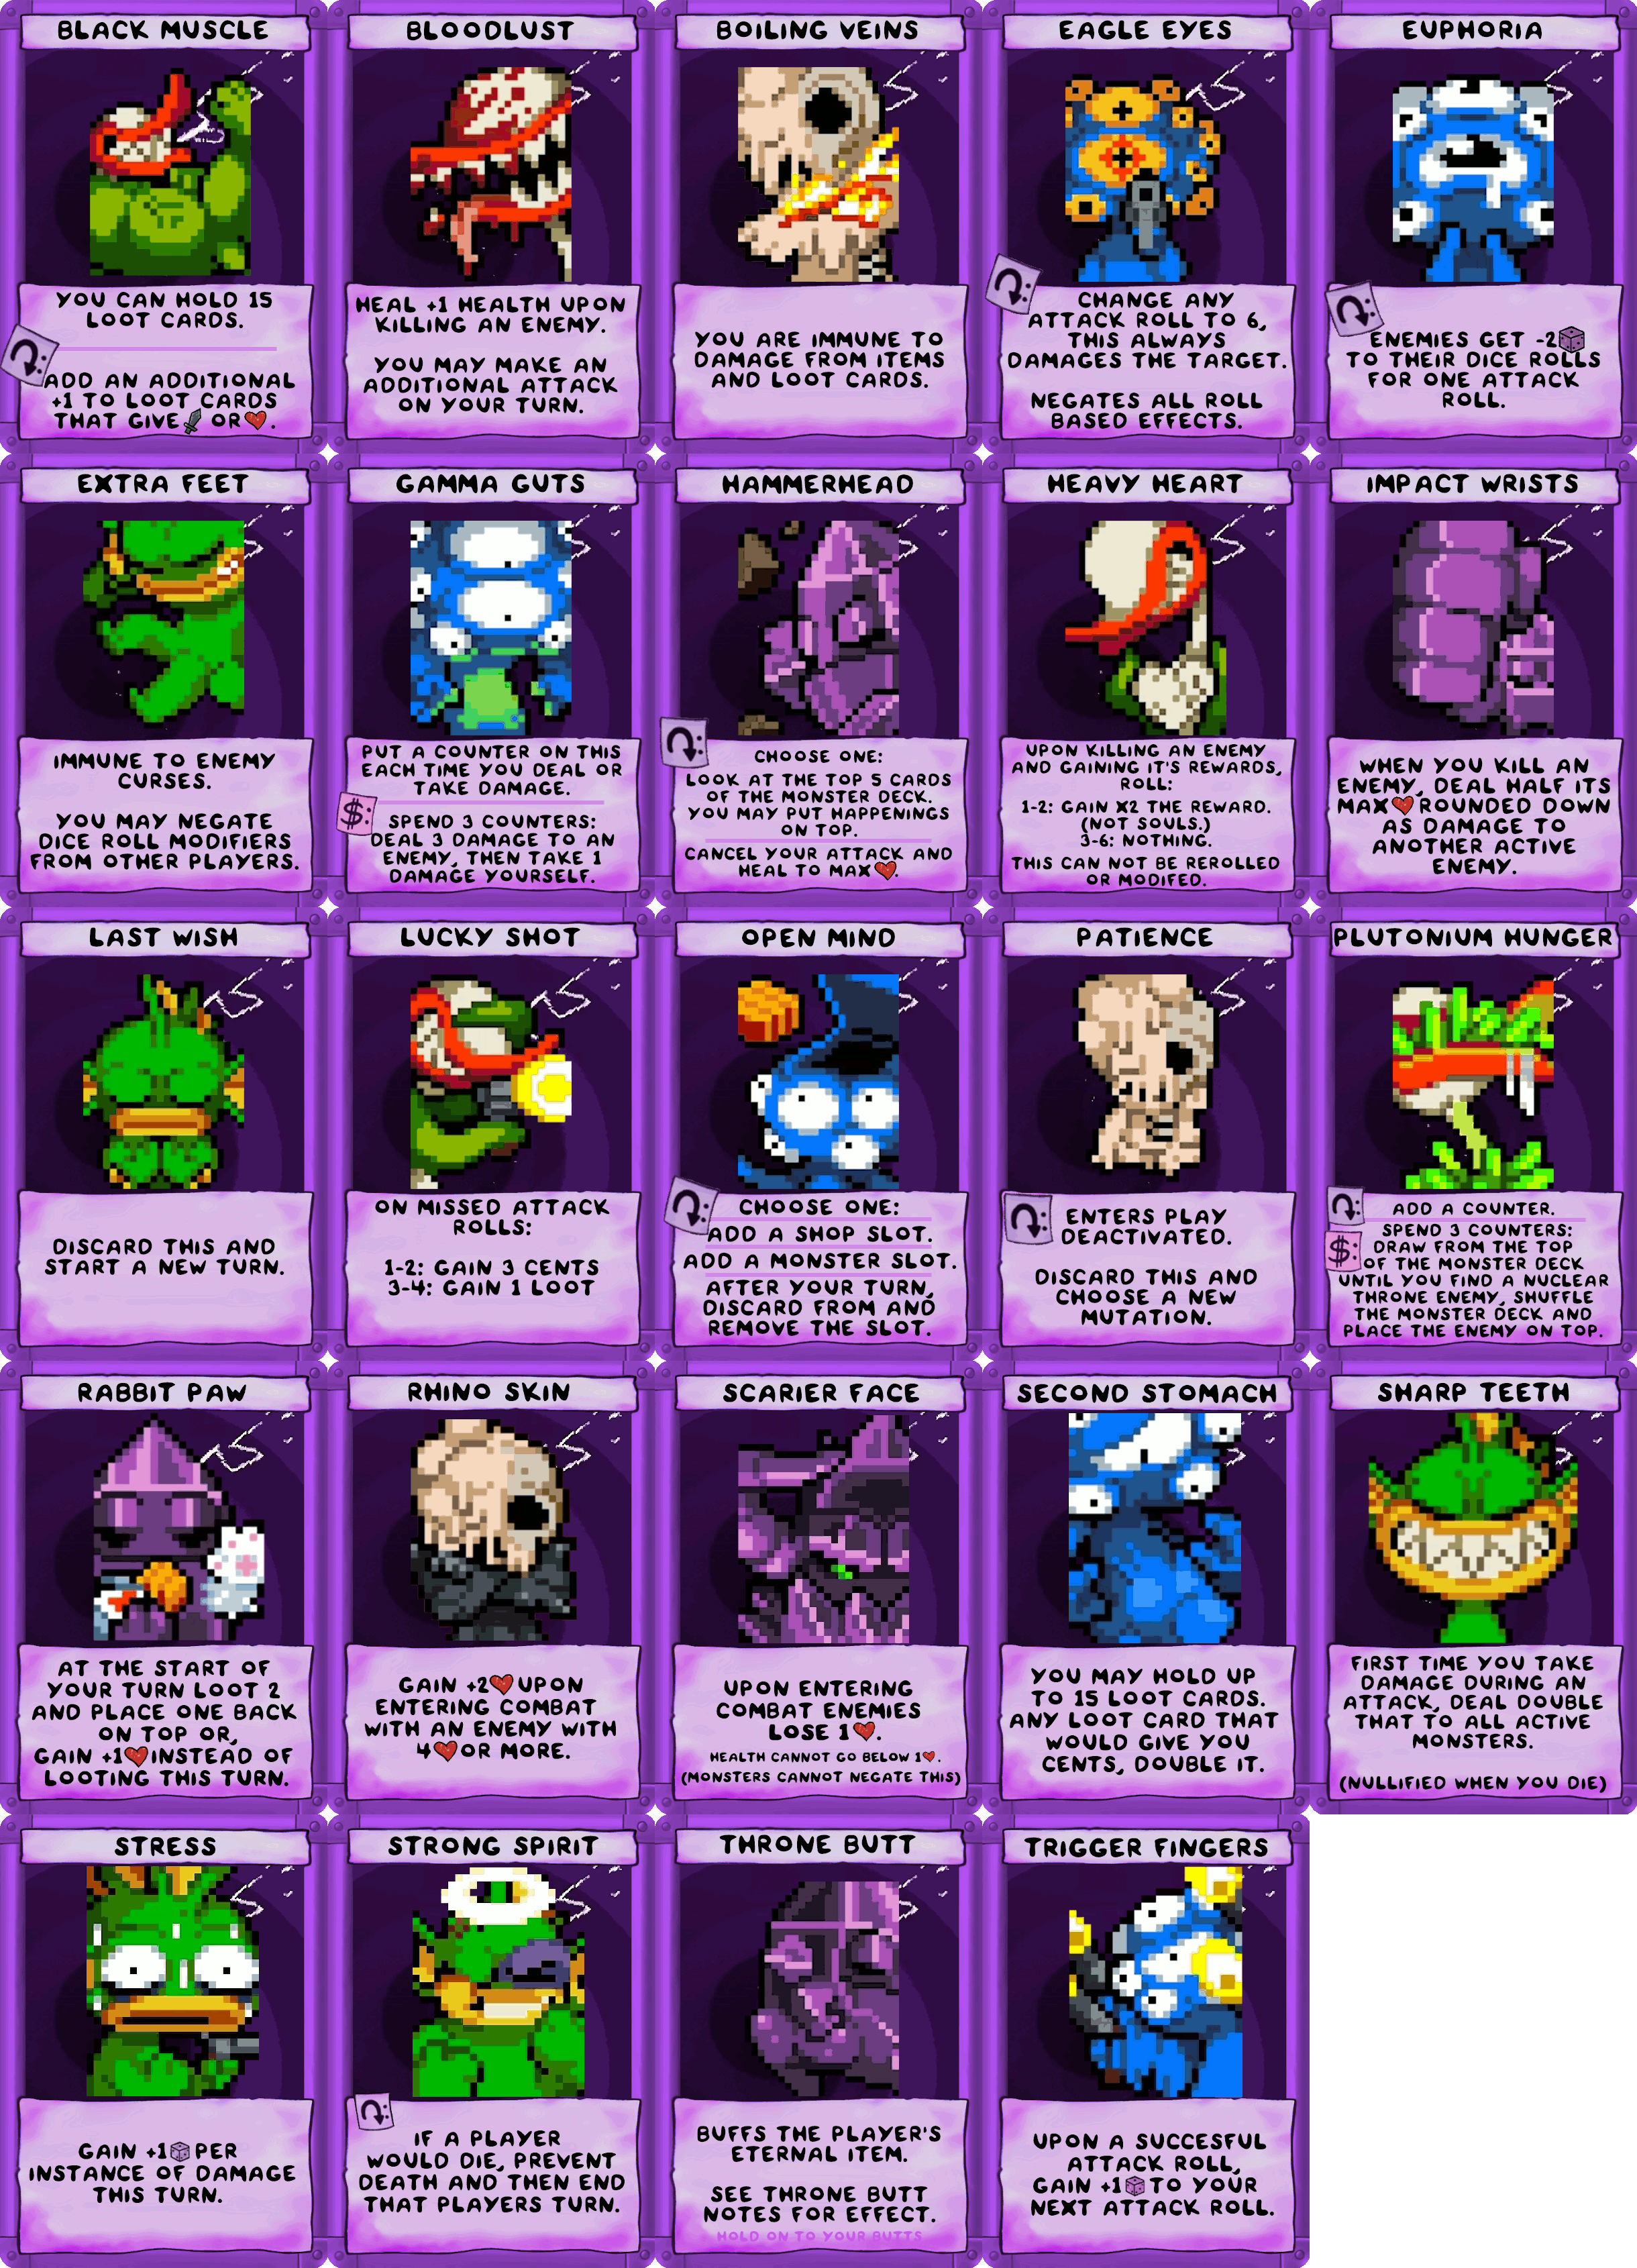 BLACK MUSCLE
YOU CAN HOLD 15
LOOT CARDS.
ADD AN ADDITIONAL
+1 TO LOOT CARDS
THAT GIVE OR .
BLOODLUST
HEAL +1 HEALTH UPON
KILLING AN ENEMY.
YOU MAY MAKE AN
ADDITIONAL ATTACK
ON YOUR TURN.
BOILING VEINS
YOU ARE IMMUNE TO
DAMAGE FROM ITEMS
AND LOOT CARDS.
EAGLE EYES
CHANGE ANY
ATTACK ROLL TO 6,
THIS ALWAYS
DAMAGES THE TARGET.
NEGATES ALL ROLL
BASED EFFECTS.
EUPHORIA
ENEMIES GET -2
TO THEIR DICE ROLLS
FOR ONE ATTACK
ROLL.
EXTRA FEET
IMMUNE TO ENEMY
CURSES.
YOU MAY NEGATE
DICE ROLL MODIFIERS
FROM OTHER PLAYERS.
GAMMA GUTS
PUT A COUNTER ON THIS
EACH TIME YOU DEAL OR
TAKE DAMAGE.
$:
SPEND 3 COUNTERS:
DEAL 3 DAMAGE TO AN
ENEMY, THEN TAKE 1
DAMAGE YOURSELF.
HAMMERHEAD
CHOOSE ONE:
LOOK AT THE TOP 5 CARDS
OF THE MONSTER DECK.
YOU MAY PUT HAPPENINGS
ON TOP.
CANCEL YOUR ATTACK AND
HEAL TO MAX .
HEAVY HEART
UPON KILLING AN ENEMY
AND GAINING IT'S REWARDS,
ROLL:
1-2: GAIN X2 THE REWARD.
(NOT SOULS.)
3-6: NOTHING.
THIS CAN NOT BE REROLLED
OR MODIFED.
IMPACT WRISTS
WHEN YOU KILL AN
ENEMY, DEAL HALF ITS
MAX ROUNDED DOWN
AS DAMAGE TO
ANOTHER ACTIVE
ENEMY.
LAST WISH
DISCARD THIS AND
START A NEW TURN.
LUCKY SHOT
ON MISSED ATTACK
ROLLS:
1-2: GAIN 3 CENTS
3-4: GAIN 1 LOOT
OPEN MIND
CHOOSE ONE:
ADD A SHOP SLOT.
ADD A MONSTER SLOT.
AFTER YOUR TURN,
DISCARD FROM AND
REMOVE THE SLOT.
PATIENCE
ENTERS PLAY
DEACTIVATED.
DISCARD THIS AND
CHOOSE A NEW
MUTATION.
PLUTONIUM HUNGER
ADD A COUNTER.
$:
SPEND 3 COUNTERS:
DRAW FROM THE TOP
OF THE MONSTER DECK
UNTIL YOU FIND A NUCLEAR
THRONE ENEMY, SHUFFLE
THE MONSTER DECK AND
PLACE THE ENEMY ON TOP.
RABBIT PAW
AT THE START OF
YOUR TURN LOOT 2
AND PLACE ONE BACK
ON TOP OR,
GAIN +1 INSTEAD OF
LOOTING THIS TURN.
RHINO SKIN
GAIN +2 UPON
ENTERING COMBAT
WITH AN ENEMY WITH
4 OR MORE.
SCARIER FACE
UPON ENTERING
COMBAT ENEMIES
LOSE 1 .
HEALTH CANNOT GO BELOW 1 .
(MONSTERS CANNOT NEGATE THIS)
SECOND STOMACH
YOU MAY HOLD UP
TO 15 LOOT CARDS.
ANY LOOT CARD THAT
WOULD GIVE YOU
CENTS, DOUBLE IT.
SHARP TEETH
FIRST TIME YOU TAKE
DAMAGE DURING AN
ATTACK, DEAL DOUBLE
THAT TO ALL ACTIVE
MONSTERS.
(NULLIFIED WHEN YOU DIE)
STRESS
GAIN +1 PER
INSTANCE OF DAMAGE
THIS TURN.
STRONG SPIRIT
IF A PLAYER
WOULD DIE, PREVENT
DEATH AND THEN END
THAT PLAYERS TURN.
THRONE BUTT
BUFFS THE PLAYER'S
ETERNAL ITEM.
SEE THRONE BUTT
NOTES FOR EFFECT.
HOLD ON TO YOUR BUTTS
TRIGGER FINGERS
UPON A SUCCESFUL
ATTACK ROLL,
GAIN +1 TO YOUR
NEXT ATTACK ROLL.